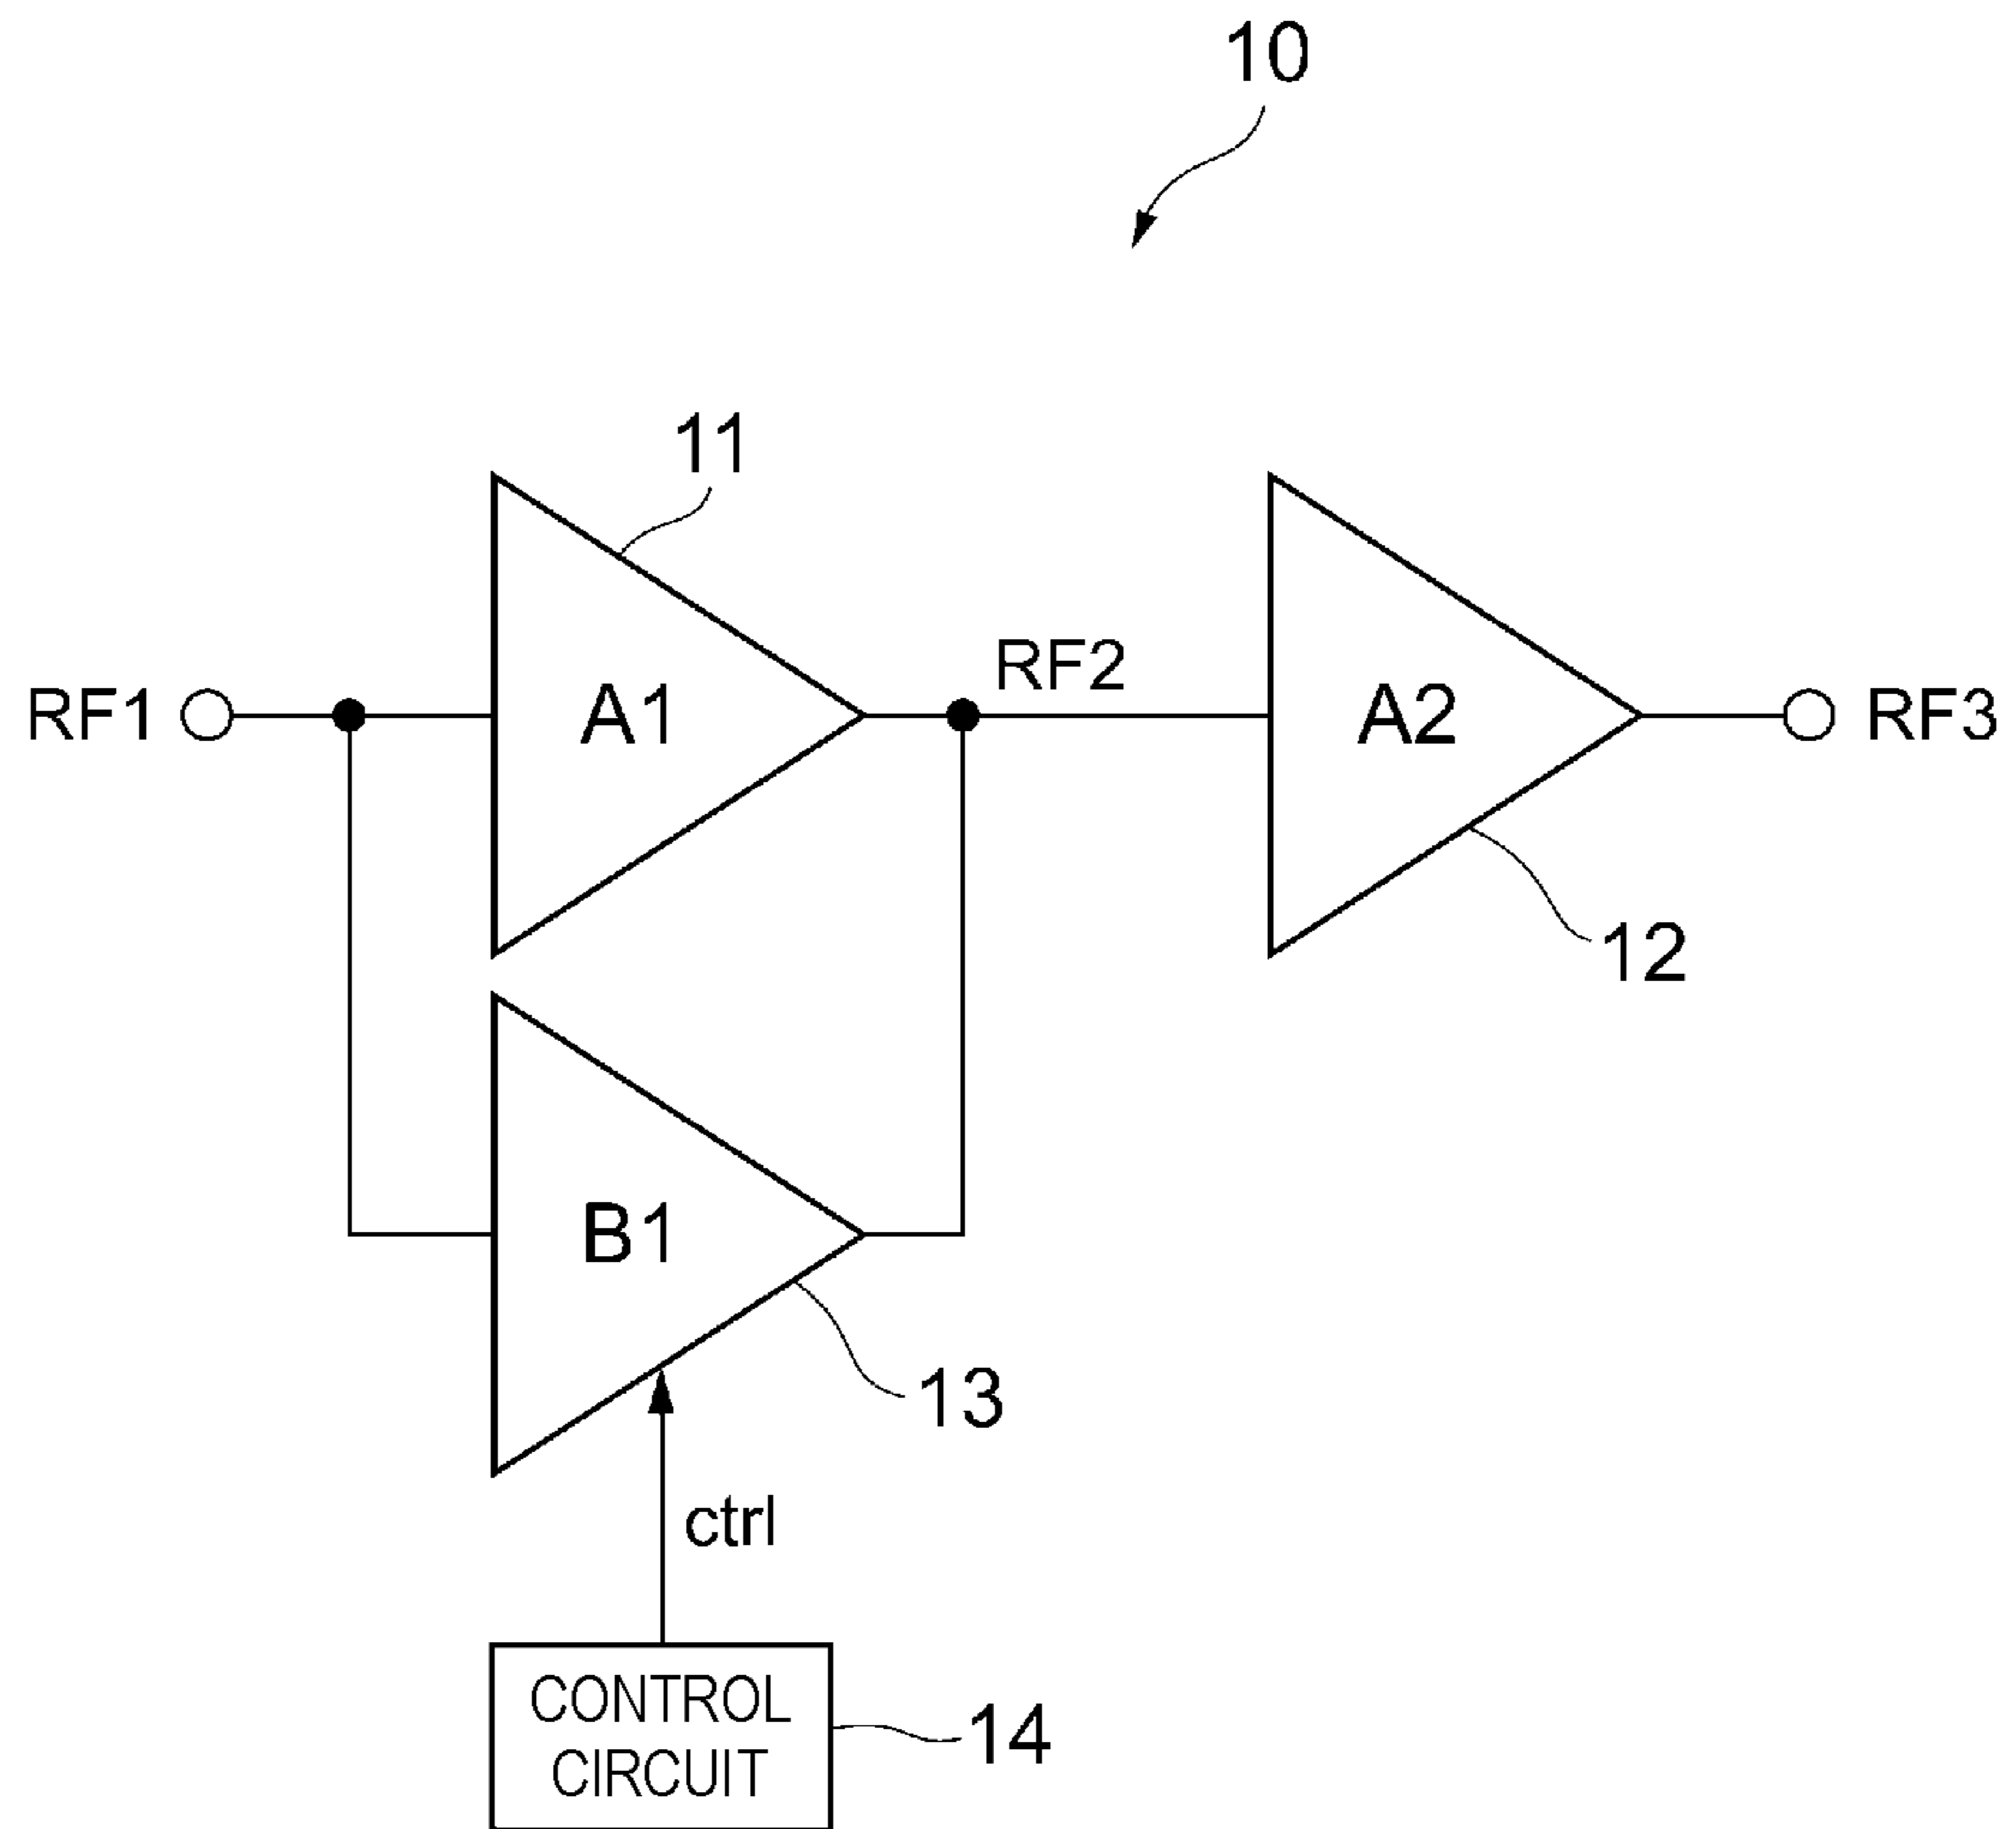 10
11
RF1
A1
RF2
A2
RF3
12
B1
13
ctrl
CONTROL
CIRCUIT
14